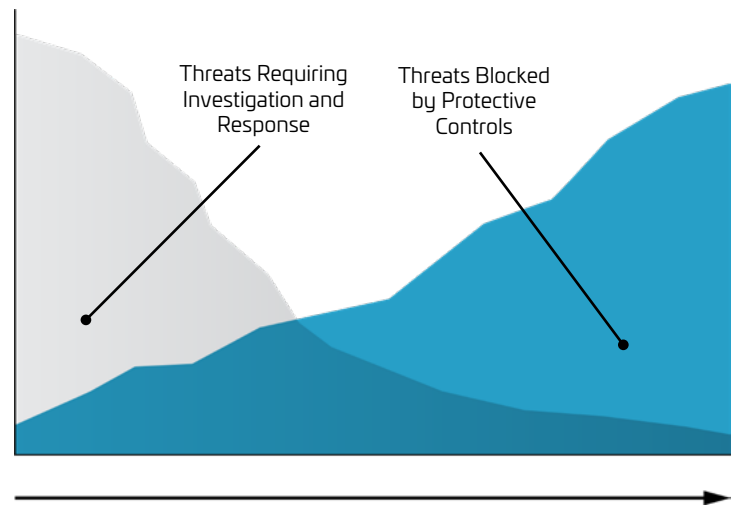 Threats Requiring
Investigation and
Response
Threats Blocked
by Protective
Controls